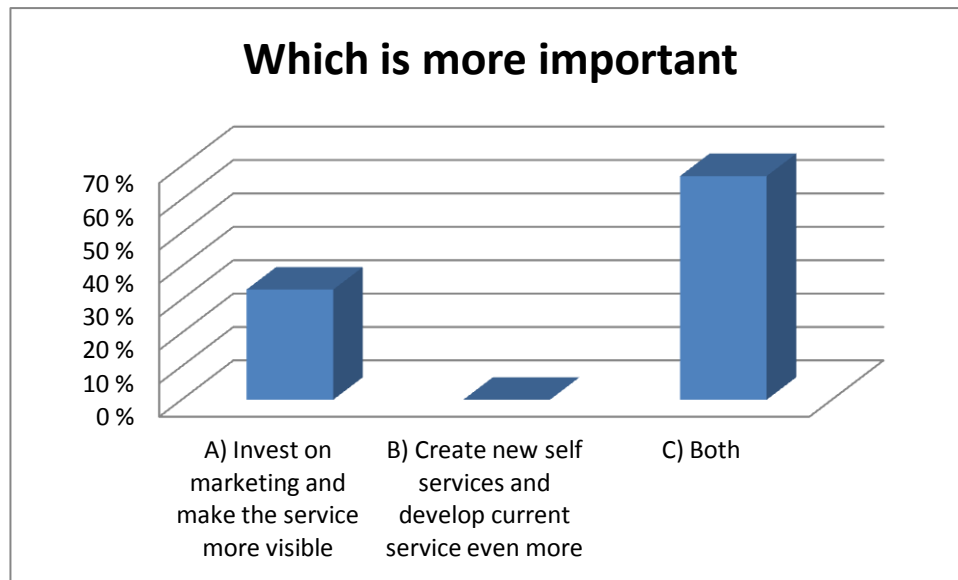 Which is more important
70 %
60 %
50 %
40 %
30 %
20 %
10 %
0 %
A) Invest on
marketing and
make the service
more visible
B) Create new self
services and
develop current
service even more
C) Both